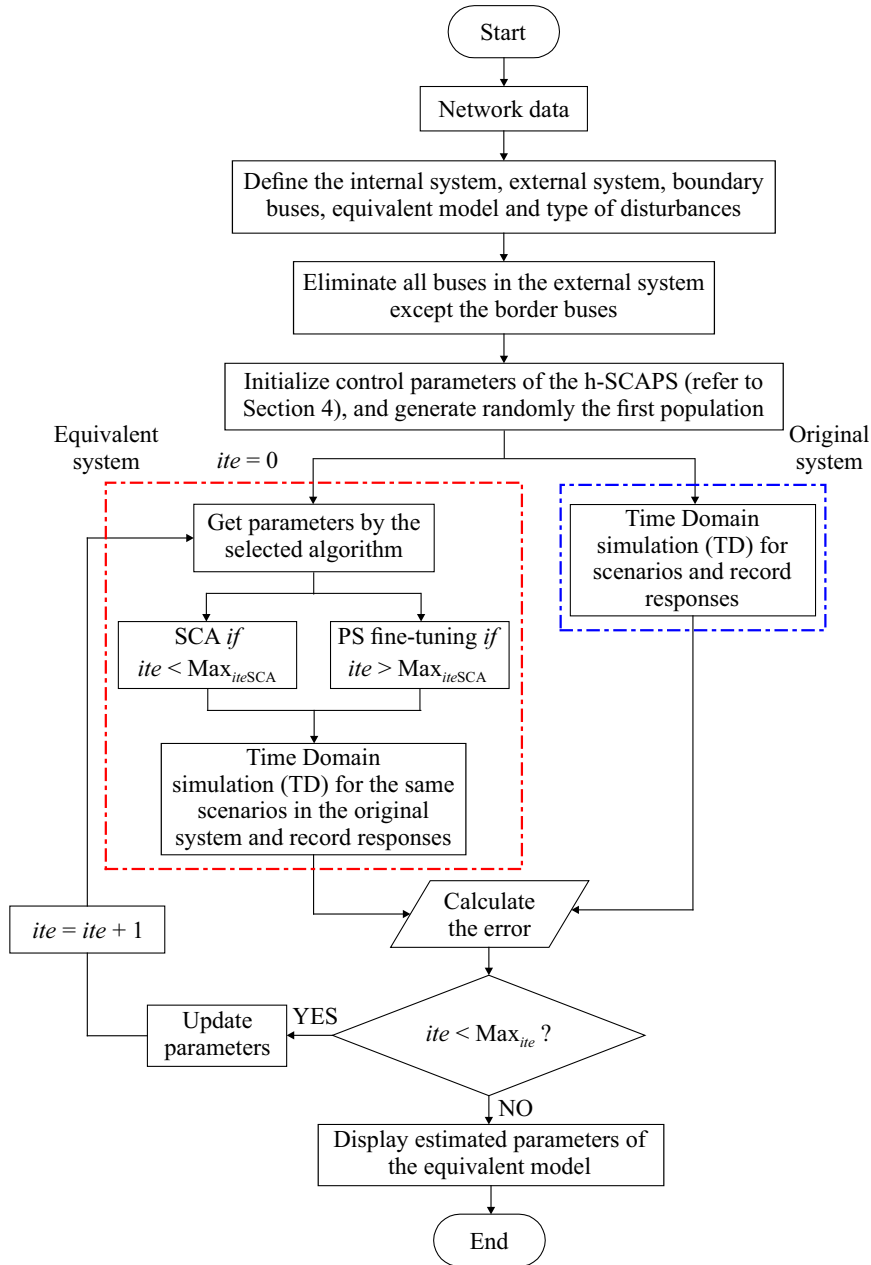 Start
Network data
Define the internal system, external system, boundary
buses, equivalent model and type of disturbances
Eliminate all buses in the external system
except the border buses
Initialize control parameters of the h-SCAPS (refer to
Section 4), and generate randomly the first population
Equivalent
system
ite = 0
Original
system
Get parameters by the
selected algorithm
Time Domain
simulation (TD) for
scenarios and record
responses
SCA if
ite < Max_iteSCA
PS fine-tuning if
ite > Max_iteSCA
Time Domain
simulation (TD) for the same
scenarios in the original
system and record responses
Calculate
the error
ite = ite + 1
Update
parameters
YES
ite < Max_ite ?
NO
Display estimated parameters of
the equivalent model
End